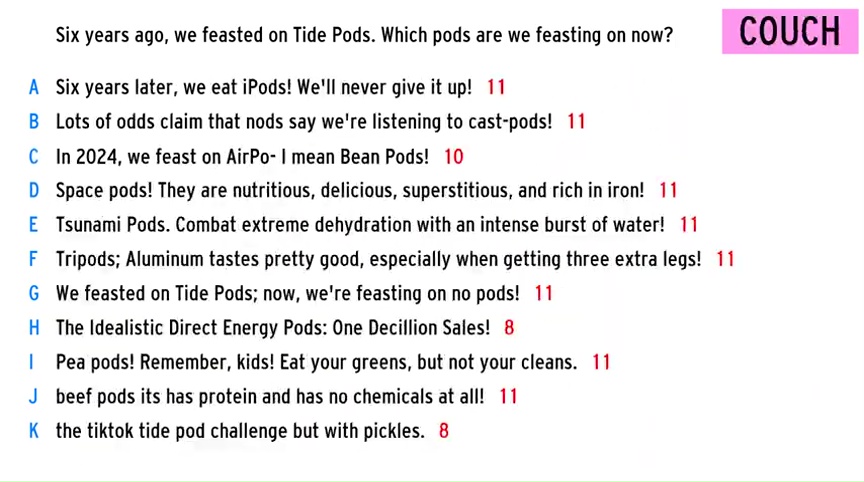 Six years ago, we feasted on Tide Pods. Which pods are we feasting on now?
COUCH
A Six years later, we eat iPods! We'll never give it up! 11
B Lots of odds claim that nods say we're listening to cast-pods! 11
C In 2024, we feast on AirPo- I mean Bean Pods! 10
D Space pods! They are nutritious, delicious, superstitious, and rich in iron! 11
E Tsunami Pods. Combat extreme dehydration with an intense burst of water! 11
F Tripods; Aluminum tastes pretty good, especially when getting three extra legs! 11
G We feasted on Tide Pods; now, we're feasting on no pods! 11
H The Idealistic Direct Energy Pods: One Decillion Sales! 8
I Pea pods! Remember, kids! Eat your greens, but not your cleans. 11
J beef pods its has protein and has no chemicals at all! 11
K the tiktok tide pod challenge but with pickles. 8